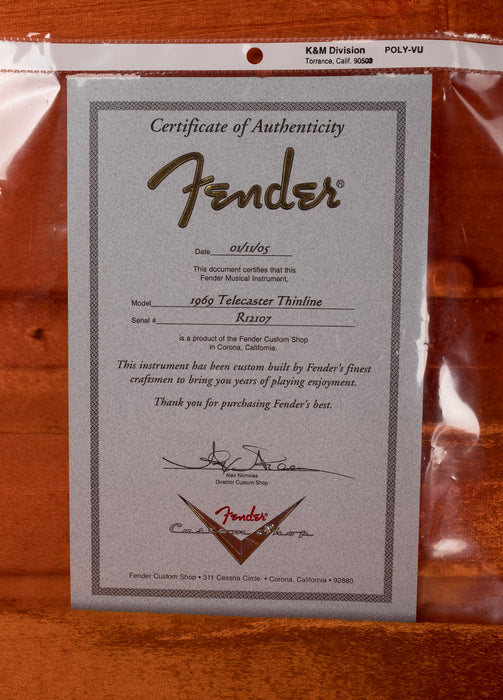 K&M Division POLY-VU
Torrance, Calif. 90503
Certificate of Authenticity
Fender®
Date 01/11/05
This document certifies that this
Fender Musical Instrument,
Model 1969 Telecaster Thinline
Serial # R12107
is a product of the Fender Custom Shop
in Corona, California.
This instrument has been custom built by Fender's finest
craftsmen to bring you years of playing enjoyment.
Thank you for purchasing Fender's best.
Alex Nicholas
Director Custom Shop
Fender®
Custom Shop
Fender Custom Shop • 311 Cessna Circle • Corona, California • 92880